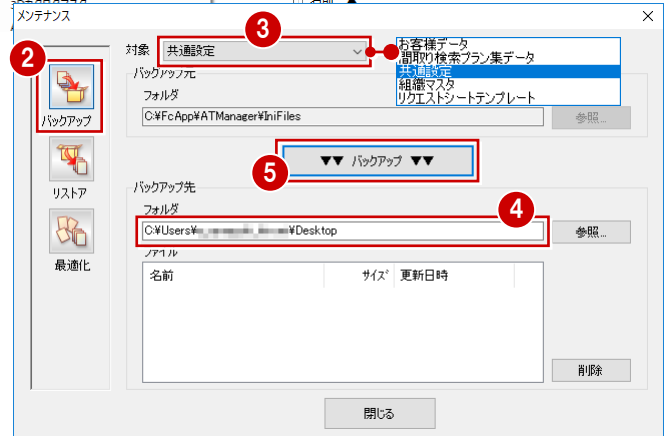 メンテナンス
×
2
バックアップ
リストア
最適化
対象
共通設定
3
お客様データ
間取り検索プラン集データ
共通設定
組織マスタ
リクエストシートテンプレート
バックアップ元
フォルダ
C:¥FcApp¥ATManager¥IniFiles
参照...
5
▼▼ バックアップ ▼▼
バックアップ先
フォルダ
4
C:¥Users¥ ¥Desktop
参照...
ファイル
名前 サイズ 更新日時
削除
閉じる